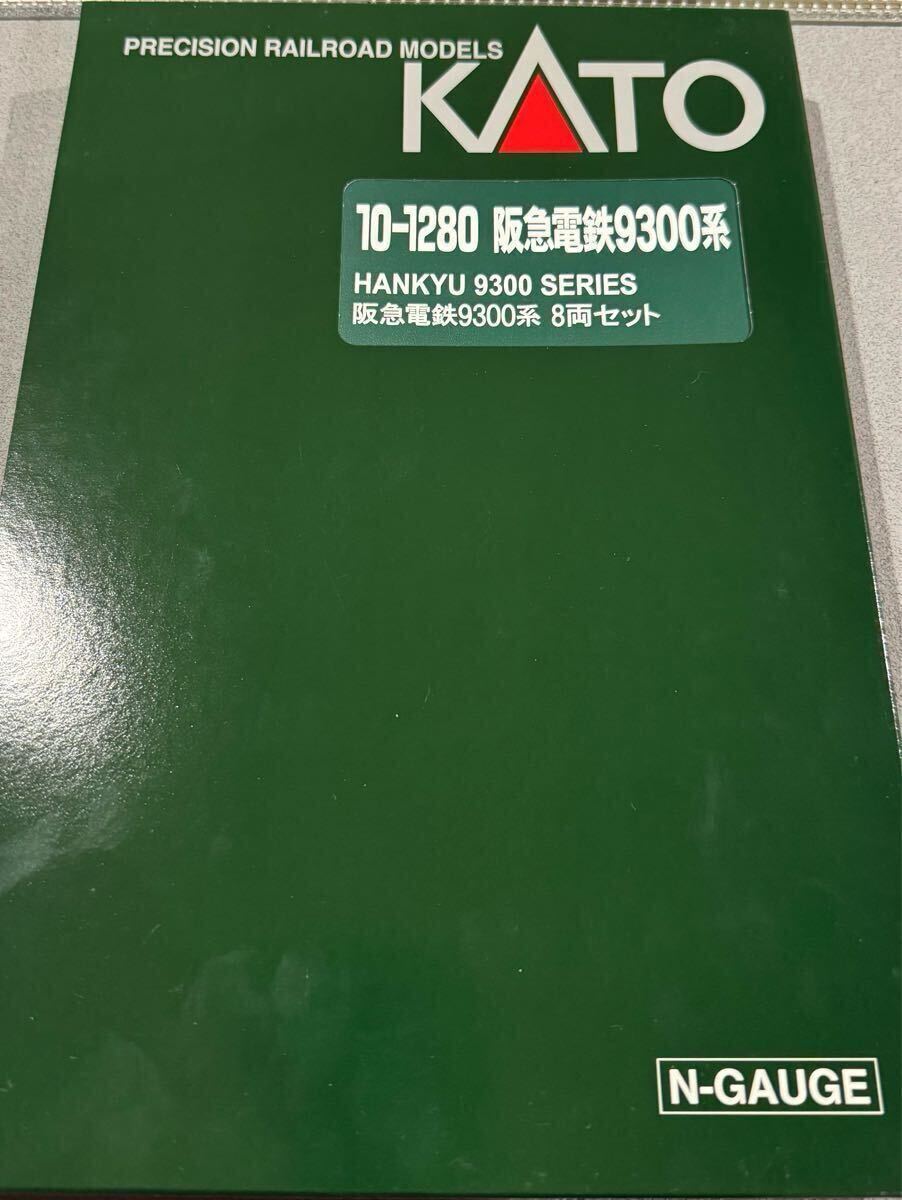 PRECISION RAILROAD MODELS
KATO
10-1280 阪急電鉄9300系
HANKYU 9300 SERIES
阪急電鉄9300系 8両セット
N-GAUGE